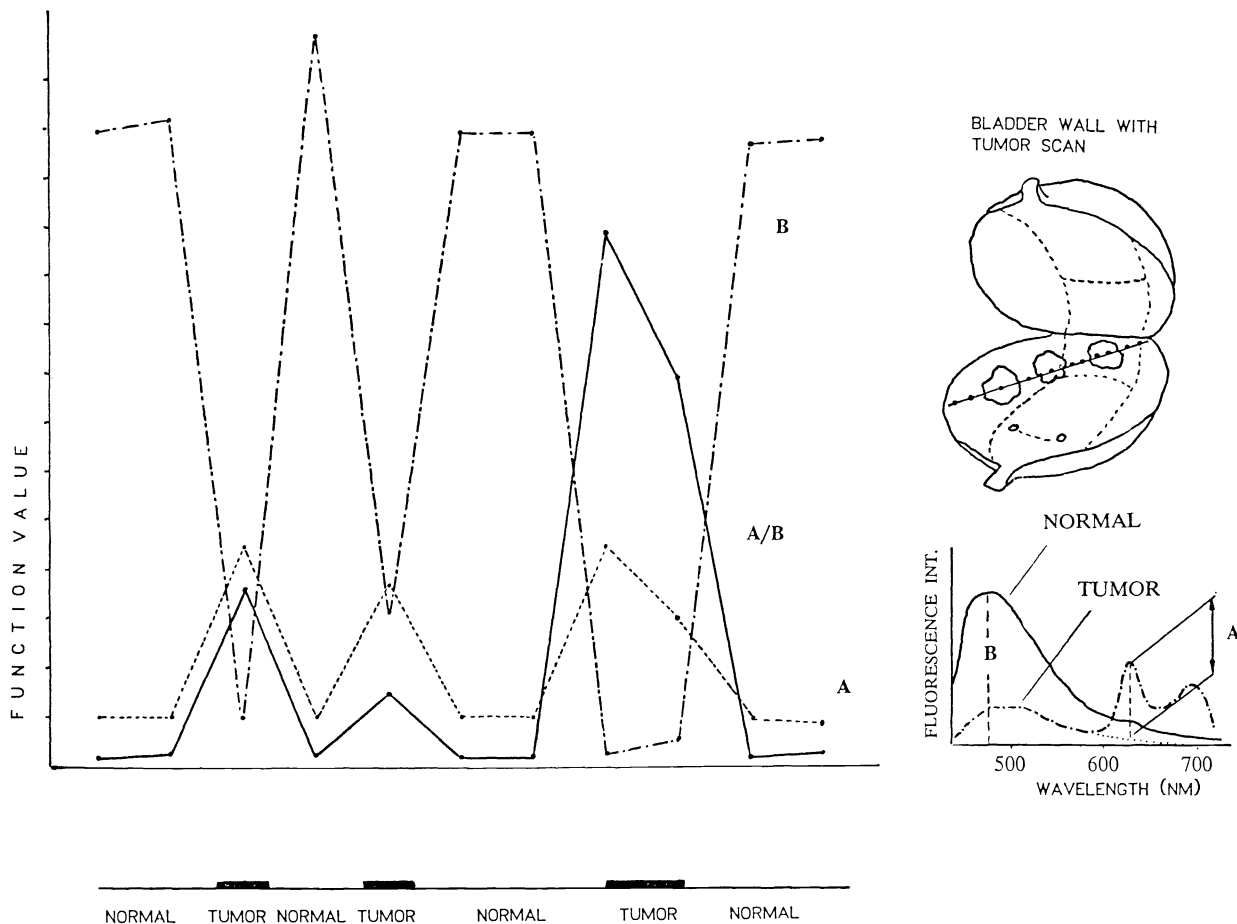 FUNCTION VALUE
B
A/B
A
NORMAL TUMOR NORMAL TUMOR NORMAL TUMOR NORMAL
BLADDER WALL WITH
TUMOR SCAN
NORMAL
TUMOR
FLUORESCENCE INT.
B
A
500 600 700
WAVELENGTH (NM)